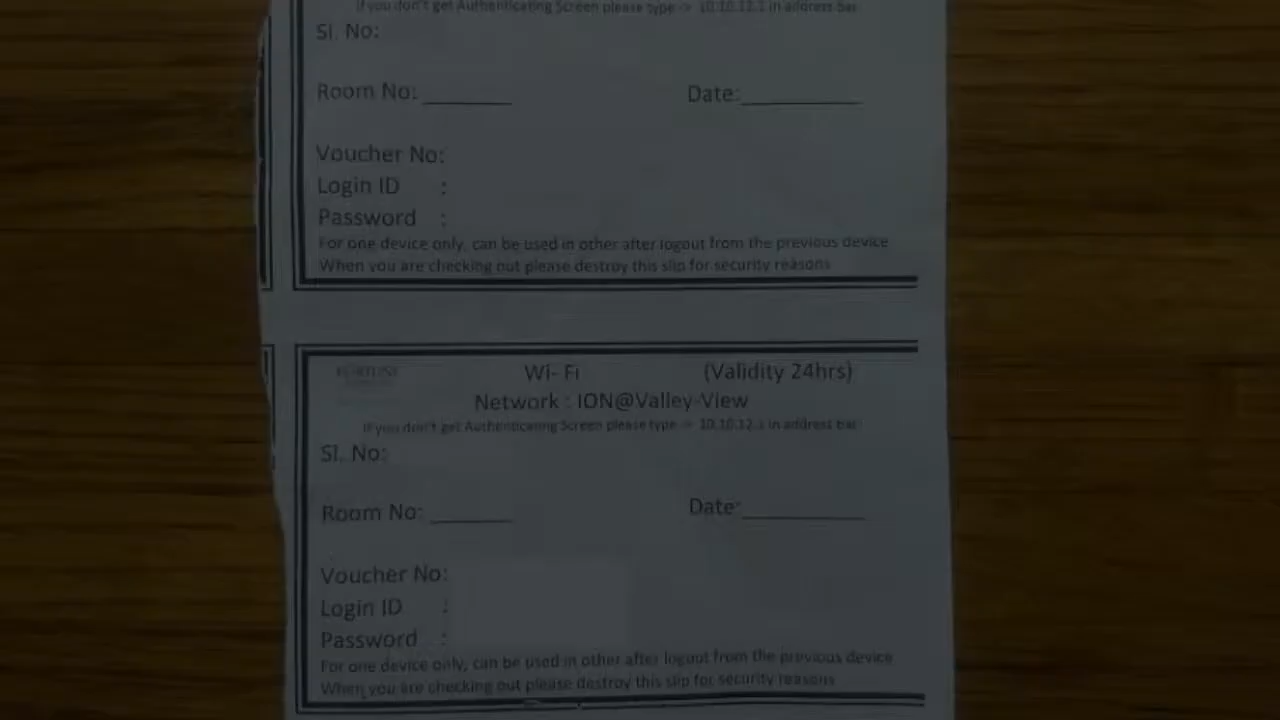 If you don't get Authenticating Screen please type -> 10.10.12.1 in address bar
Sl. No:
Room No: ______ Date:________
Voucher No:
Login ID :
Password :
For one device only, can be used in other after logout from the previous device
When you are checking out please destroy this slip for security reasons
Wi- Fi (Validity 24hrs)
Network : ION@Valley-View
If you don't get Authenticating Screen please type -> 10.10.12.1 in address bar
Sl. No:
Room No: ______ Date:________
Voucher No:
Login ID :
Password :
For one device only, can be used in other after logout from the previous device
When you are checking out please destroy this slip for security reasons